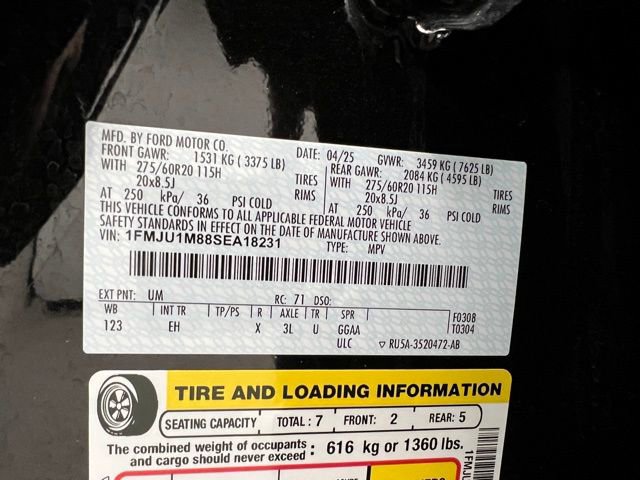 MFD. BY FORD MOTOR CO.
DATE: 04/25 GVWR: 3459 KG ( 7625 LB)
FRONT GAWR: 1531 KG ( 3375 LB) REAR GAWR: 2084 KG ( 4595 LB)
WITH 275/60R20 115H TIRES WITH 275/60R20 115H TIRES
20x8.5J RIMS 20x8.5J RIMS
AT 250 kPa/ 36 PSI COLD AT 250 kPa/ 36 PSI COLD
THIS VEHICLE CONFORMS TO ALL APPLICABLE FEDERAL MOTOR VEHICLE
SAFETY STANDARDS IN EFFECT ON THE DATE OF MANUFACTURE SHOWN ABOVE.
VIN: 1FMJU1M88SEA18231 TYPE: MPV
EXT PNT: UM RC: 71 DSO:
WB INT TR TP/PS R AXLE TR SPR F0308
123 EH X 3L U GGAA T0304
ULC ▽ RU5A-3520472-AB
TIRE AND LOADING INFORMATION
SEATING CAPACITY TOTAL: 7 FRONT: 2 REAR: 5
The combined weight of occupants
and cargo should never exceed : 616 kg or 1360 lbs.